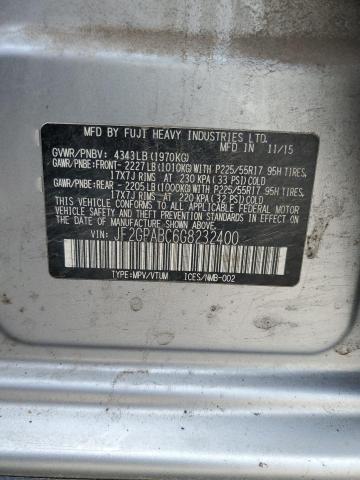 MFD BY FUJI HEAVY INDUSTRIES LTD.
MFD IN 11/15
GVWR/PNBV: 4343LB(1970KG)
GAWR/PNBE:FRONT- 2227LB(1010KG)WITH P225/55R17 95H TIRES
17X7J RIMS AT 230 KPA(33 PSI)COLD
GAWR/PNBE:REAR - 2205LB(1000KG)WITH P225/55R17 95H TIRES
17X7J RIMS AT 220 KPA(32 PSI)COLD
THIS VEHICLE CONFORMS TO ALL APPLICABLE FEDERAL MOTOR
VEHICLE SAFETY STANDARDS IN EFFECT ON THE
DATE OF MANUFACTURE SHOWN ABOVE.
VIN: JF2GPABC6G8232400
TYPE:MPV/VTUM ICES/NMB-002